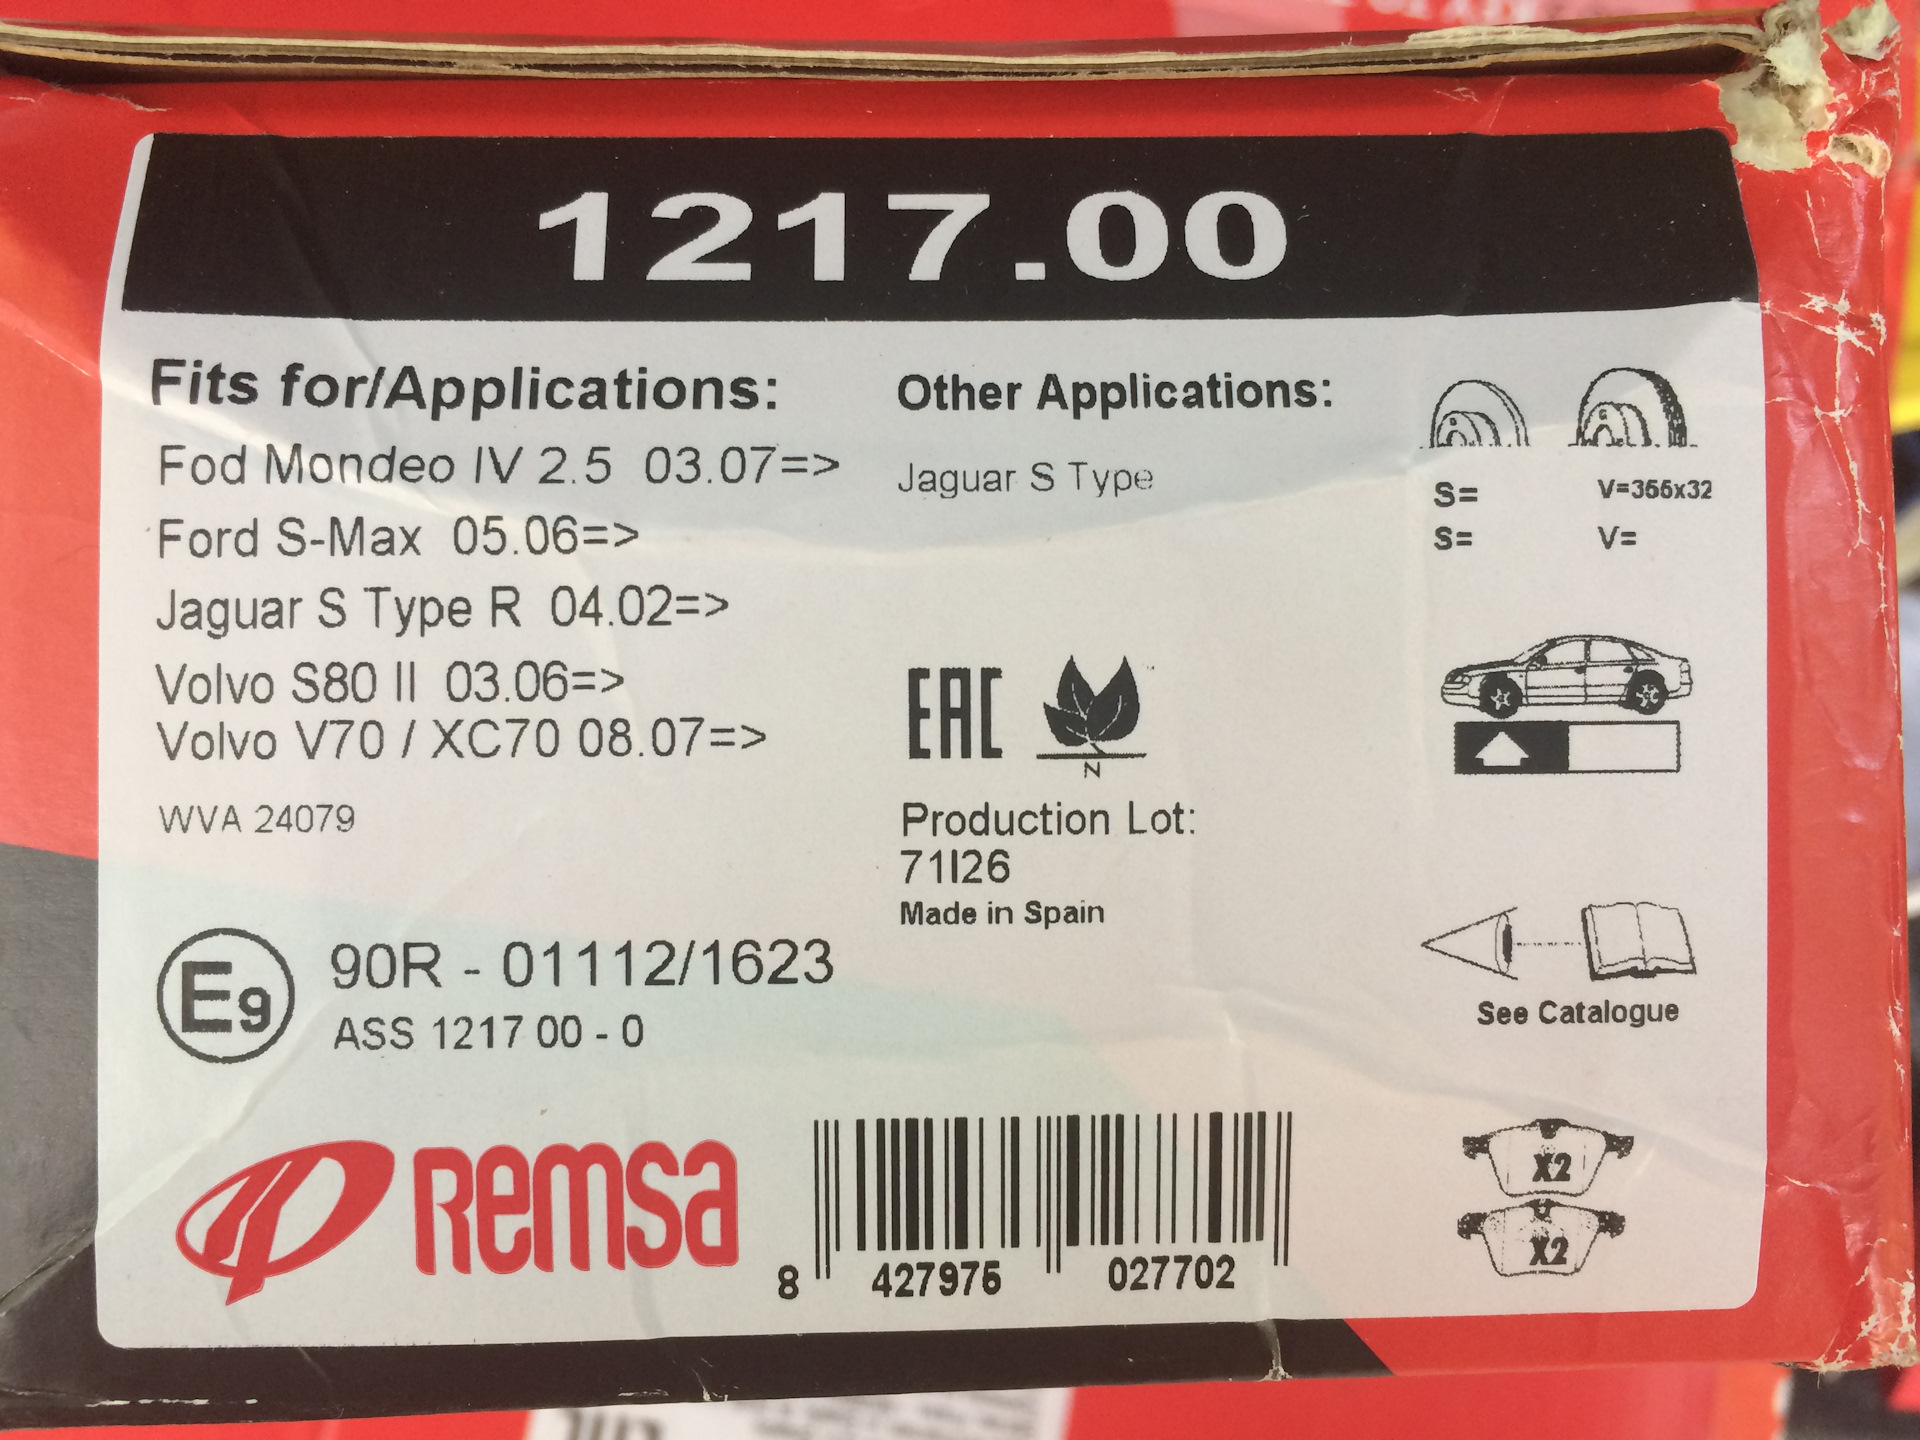 1217.00
Fits for/Applications:
Fod Mondeo IV 2.5 03.07=>
Ford S-Max 05.06=>
Jaguar S Type R 04.02=>
Volvo S80 II 03.06=>
Volvo V70 / XC70 08.07=>
WVA 24079
E9
90R - 01112/1623
ASS 1217 00 - 0
Remsa
Other Applications:
Jaguar S Type
EAC
N
Production Lot:
71I26
Made in Spain
8 427975 027702
S= V=355x32
S= V=
See Catalogue
X2
X2